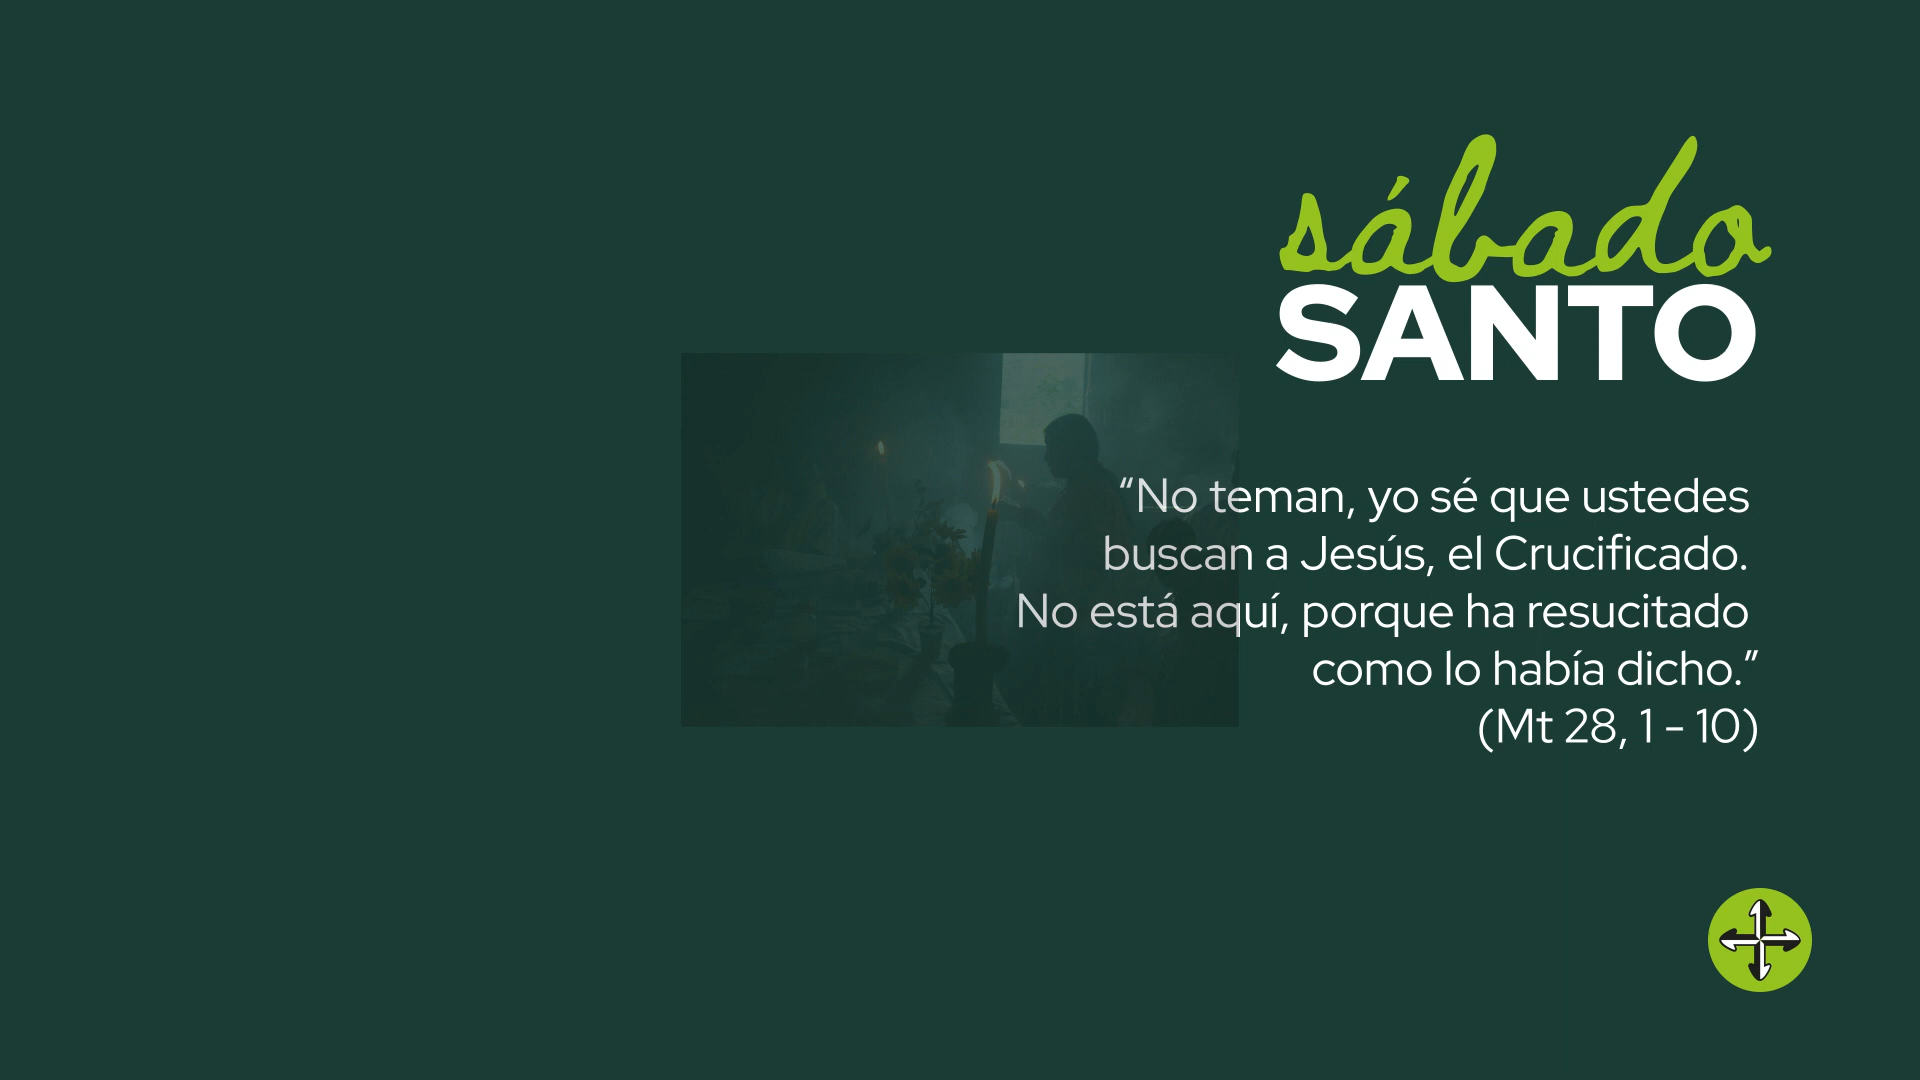 sábado
SANTO
“No teman, yo sé que ustedes
buscan a Jesús, el Crucificado.
No está aquí, porque ha resucitado
como lo había dicho.”
(Mt 28, 1 - 10)